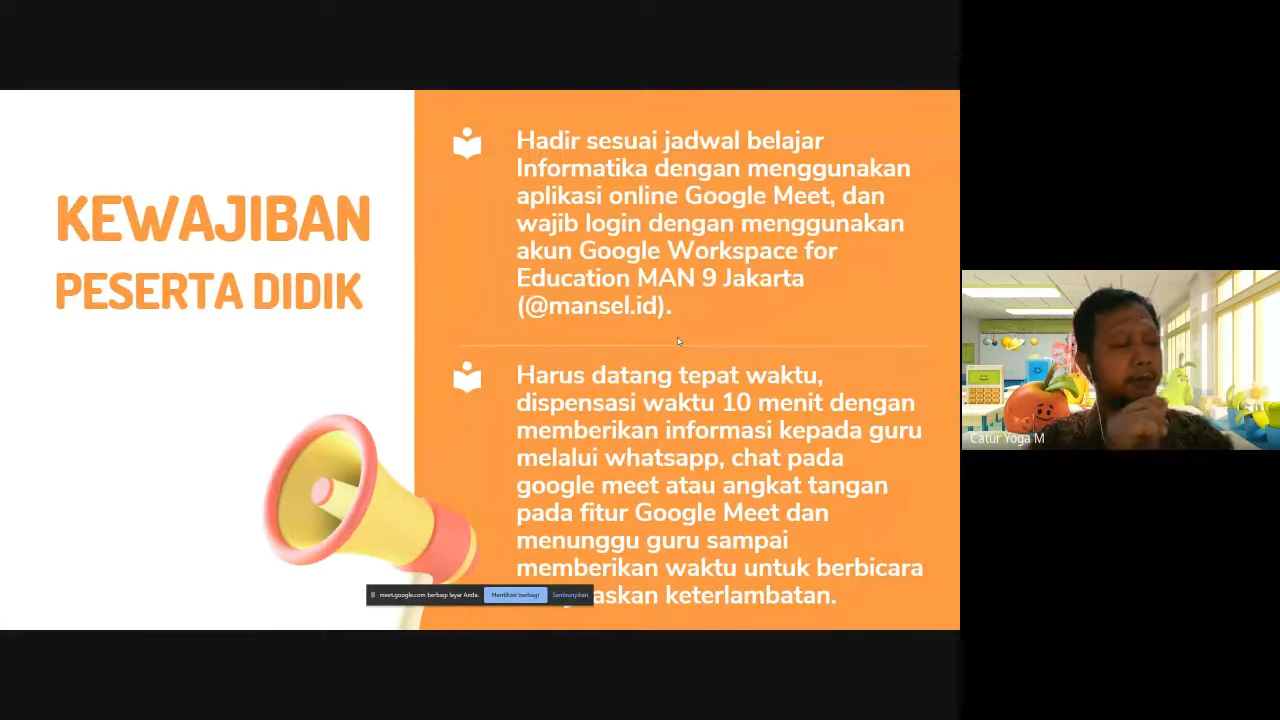 KEWAJIBAN
PESERTA DIDIK
Hadir sesuai jadwal belajar
Informatika dengan menggunakan
aplikasi online Google Meet, dan
wajib login dengan menggunakan
akun Google Workspace for
Education MAN 9 Jakarta
(@mansel.id).
Harus datang tepat waktu,
dispensasi waktu 10 menit dengan
memberikan informasi kepada guru
melalui whatsapp, chat pada
google meet atau angkat tangan
pada fitur Google Meet dan
menunggu guru sampai
memberikan waktu untuk berbicara
keterlambatan.
meet.google.com berbagi layar Anda.
Hentikan berbagi
Sembunyikan
Catur Yoga M